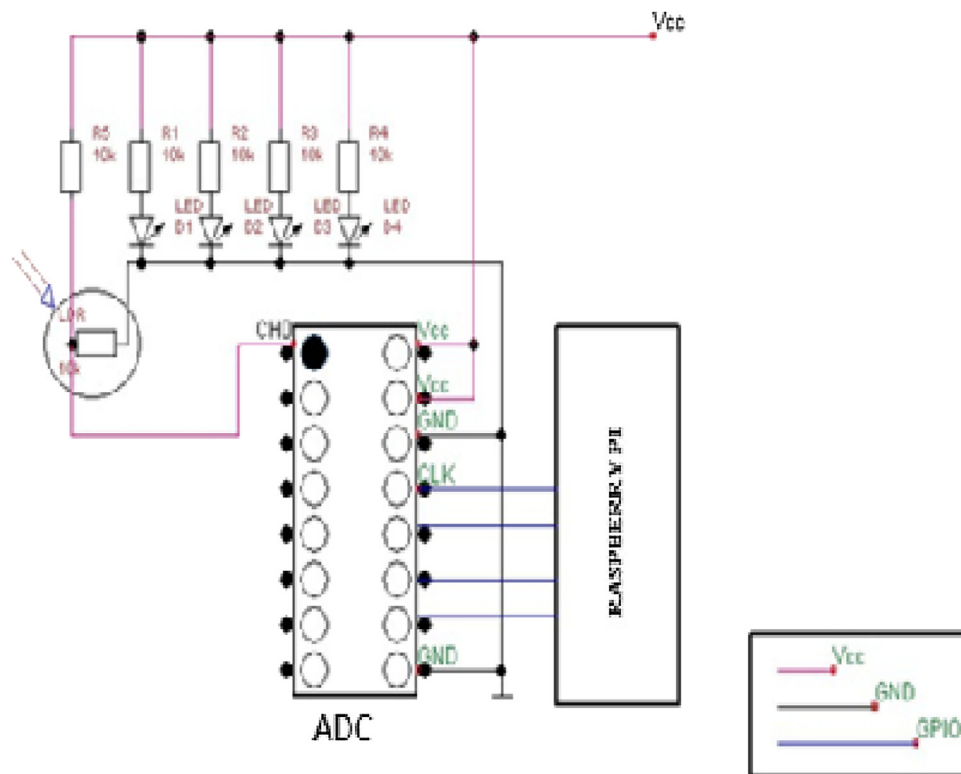 Vcc
R5 R1 R2 R3 R4
10k 10k 10k 10k 10k
LED LED LED LED
D1 D2 D3 D4
LDR
10k
CH0
Vcc
Vcc
GND
CLK
GND
ADC
RASPBERRY PI
Vcc
GND
GPIO